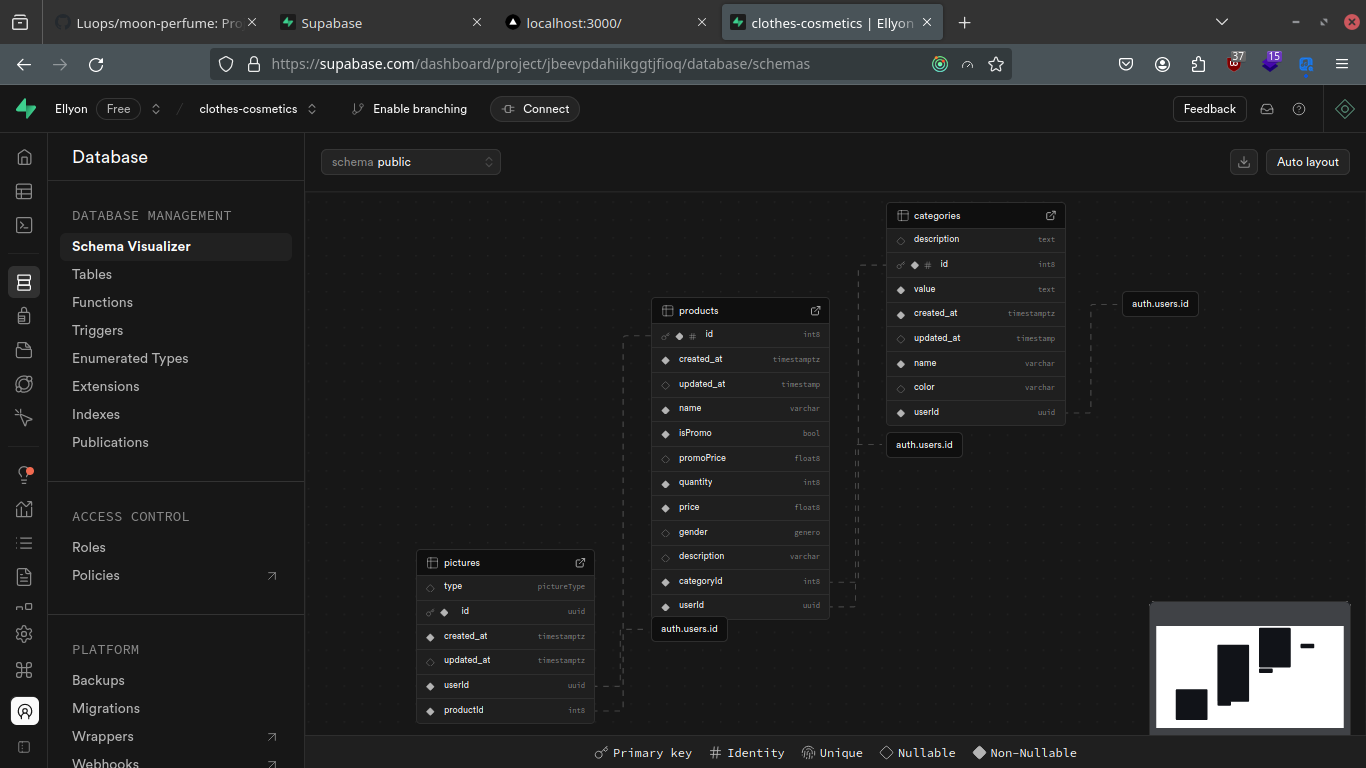 Luops/moon-perfume: Pro
Supabase
localhost:3000/
clothes-cosmetics | Ellyon
https://supabase.com/dashboard/project/jbeevpdahiikggtjfioq/database/schemas
37
15
Ellyon
Free
/
clothes-cosmetics
Enable branching
Connect
Feedback
Database
schema public
Auto layout
DATABASE MANAGEMENT
Schema Visualizer
Tables
Functions
Triggers
Enumerated Types
Extensions
Indexes
Publications
ACCESS CONTROL
Roles
Policies
PLATFORM
Backups
Migrations
Wrappers
Webhooks
pictures
type pictureType
id uuid
created_at timestamptz
updated_at timestamptz
userId uuid
productId int8
products
# id int8
created_at timestamptz
updated_at timestamp
name varchar
isPromo bool
promoPrice float8
quantity int8
price float8
gender genero
description varchar
categoryId int8
userId uuid
auth.users.id
categories
description text
# id int8
value text
created_at timestamptz
updated_at timestamp
name varchar
color varchar
userId uuid
auth.users.id
auth.users.id
Primary key # Identity Unique Nullable Non-Nullable